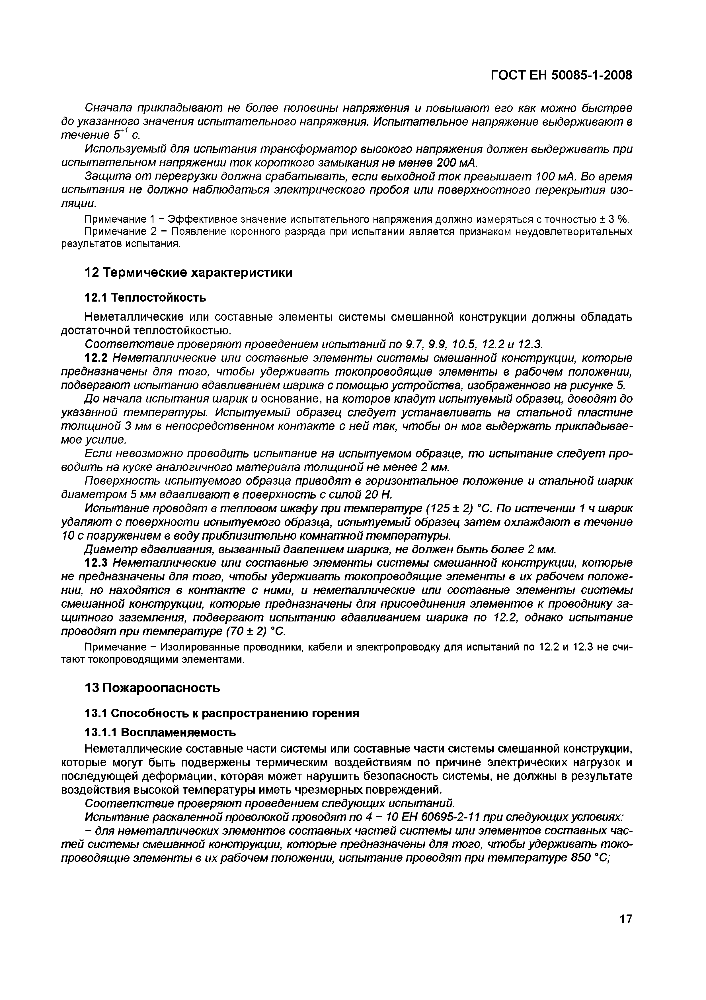 ГОСТ ЕН 50085-1-2008
Сначала прикладывают не более половины напряжения и повышают его как можно быстрее
до указанного значения испытательного напряжения. Испытательное напряжение выдерживают в
течение 5⁺¹ с.
Используемый для испытания трансформатор высокого напряжения должен выдерживать при
испытательном напряжении ток короткого замыкания не менее 200 мА.
Защита от перегрузки должна срабатывать, если выходной ток превышает 100 мА. Во время
испытания не должно наблюдаться электрического пробоя или поверхностного перекрытия изо-
ляции.
Примечание 1 – Эффективное значение испытательного напряжения должно измеряться с точностью ± 3 %.
Примечание 2 – Появление коронного разряда при испытании является признаком неудовлетворительных
результатов испытания.
12 Термические характеристики
12.1 Теплостойкость
Неметаллические или составные элементы системы смешанной конструкции должны обладать
достаточной теплостойкостью.
Соответствие проверяют проведением испытаний по 9.7, 9.9, 10.5, 12.2 и 12.3.
12.2 Неметаллические или составные элементы системы смешанной конструкции, которые
предназначены для того, чтобы удерживать токопроводящие элементы в рабочем положении,
подвергают испытанию вдавливанием шарика с помощью устройства, изображенного на рисунке 5.
До начала испытания шарик и основание, на которое кладут испытуемый образец, доводят до
указанной температуры. Испытуемый образец следует устанавливать на стальной пластине
толщиной 3 мм в непосредственном контакте с ней так, чтобы он мог выдержать прикладывае-
мое усилие.
Если невозможно проводить испытание на испытуемом образце, то испытание следует про-
водить на куске аналогичного материала толщиной не менее 2 мм.
Поверхность испытуемого образца приводят в горизонтальное положение и стальной шарик
диаметром 5 мм вдавливают в поверхность с силой 20 Н.
Испытание проводят в тепловом шкафу при температуре (125 ± 2) °С. По истечении 1 ч шарик
удаляют с поверхности испытуемого образца, испытуемый образец затем охлаждают в течение
10 с погружением в воду приблизительно комнатной температуры.
Диаметр вдавливания, вызванный давлением шарика, не должен быть более 2 мм.
12.3 Неметаллические или составные элементы системы смешанной конструкции, которые
не предназначены для того, чтобы удерживать токопроводящие элементы в их рабочем положе-
нии, но находятся в контакте с ними, и неметаллические или составные элементы системы
смешанной конструкции, которые предназначены для присоединения элементов к проводнику за-
щитного заземления, подвергают испытанию вдавливанием шарика по 12.2, однако испытание
проводят при температуре (70 ± 2) °С.
Примечание – Изолированные проводники, кабели и электропроводку для испытаний по 12.2 и 12.3 не счи-
тают токопроводящими элементами.
13 Пожароопасность
13.1 Способность к распространению горения
13.1.1 Воспламеняемость
Неметаллические составные части системы или составные части системы смешанной конструкции,
которые могут быть подвержены термическим воздействиям по причине электрических нагрузок и
последующей деформации, которая может нарушить безопасность системы, не должны в результате
воздействия высокой температуры иметь чрезмерных повреждений.
Соответствие проверяют проведением следующих испытаний.
Испытание раскаленной проволокой проводят по 4 – 10 ЕН 60695-2-11 при следующих условиях:
– для неметаллических элементов составных частей системы или элементов составных час-
тей системы смешанной конструкции, которые предназначены для того, чтобы удерживать токо-
проводящие элементы в их рабочем положении, испытание проводят при температуре 850 °С;
17